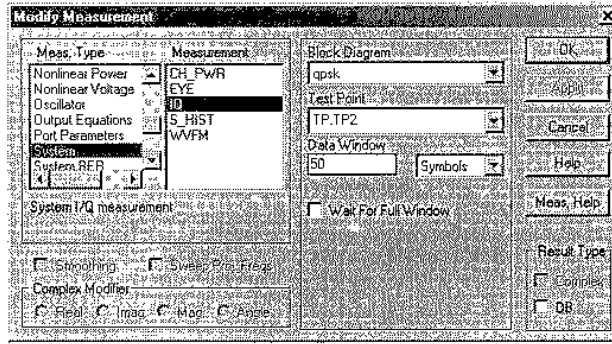 Modify Measurement
Meas. Type
Nonlinear Power
Nonlinear Voltage
Oscillator
Output Equations
Port Parameters
System
System BER
System I/Q measurement
Measurement
CH_PWR
EYE
IQ
S_HIST
WVFM
Smoothing
Sweep Proj. Freqs
Complex Modifier
Real
Imag.
Mag.
Angle
Block Diagram
qpsk
Test Point
TP.TP2
Data Window
50
Symbols
Wait For Full Window
OK
Apply
Cancel
Help
Meas. Help
Result Type
Complex
DB